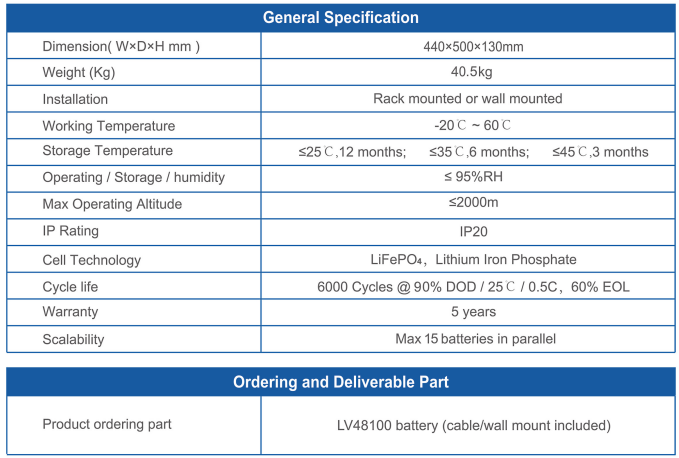 General Specification
Dimension( W×D×H mm ) 440×500×130mm
Weight (Kg) 40.5kg
Installation Rack mounted or wall mounted
Working Temperature -20℃ ~ 60℃
Storage Temperature ≤25℃,12 months; ≤35℃,6 months; ≤45℃,3 months
Operating / Storage / humidity ≤ 95%RH
Max Operating Altitude ≤2000m
IP Rating IP20
Cell Technology LiFePO₄, Lithium Iron Phosphate
Cycle life 6000 Cycles @ 90% DOD / 25℃ / 0.5C, 60% EOL
Warranty 5 years
Scalability Max 15 batteries in parallel
Ordering and Deliverable Part
Product ordering part LV48100 battery (cable/wall mount included)